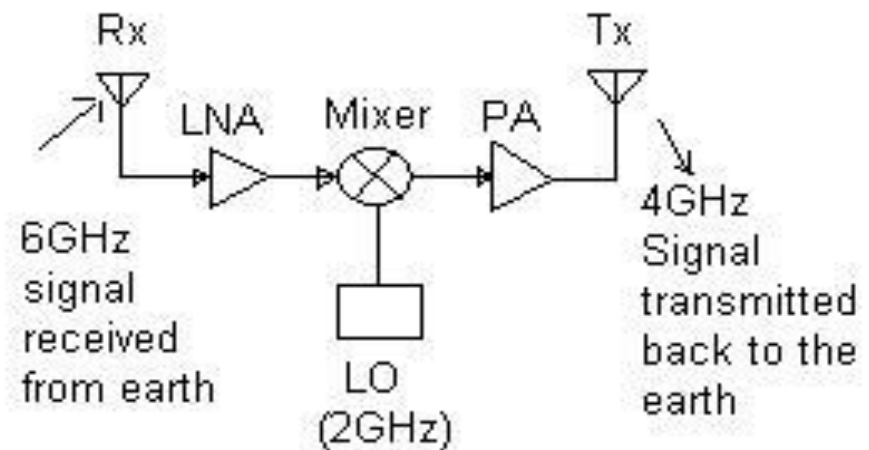 Rx
Tx
LNA
Mixer
PA
6GHz
signal
received
from earth
LO
(2GHz)
4GHz
Signal
transmitted
back to the
earth